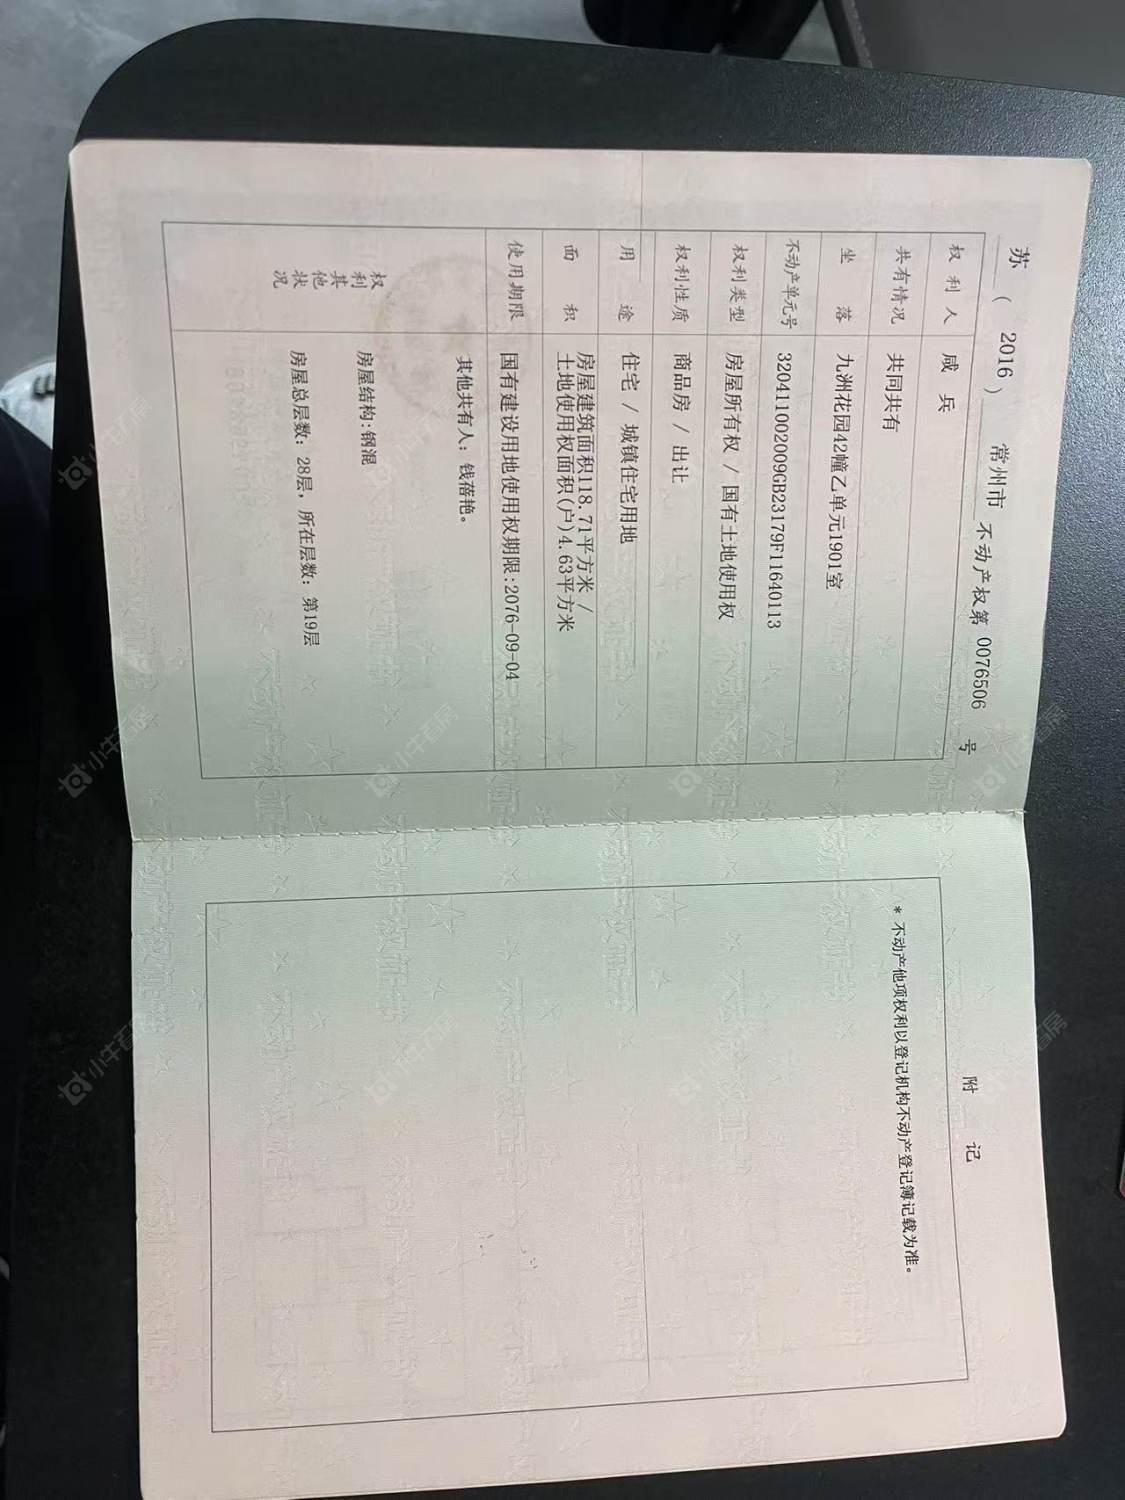 苏（2016）常州市不动产权第0076506号
权利人 咸兵
共有情况 共同共有
坐落 九洲花园42幢乙单元1901室
不动产单元号 320411002009GB23179F11640113
权利类型 房屋所有权 / 国有土地使用权
权利性质 商品房 / 出让
用途 住宅 / 城镇住宅用地
面积 房屋建筑面积118.71平方米 /
土地使用权面积(户)4.63平方米
使用期限 国有建设用地使用权期限:2076-09-04
权利其他状况
其他共有人：钱蓓艳。
房屋结构:钢混
房屋总层数：28层，所在层数：第19层
附记
* 不动产他项权利以登记机构不动产登记簿记载为准。
小牛看房